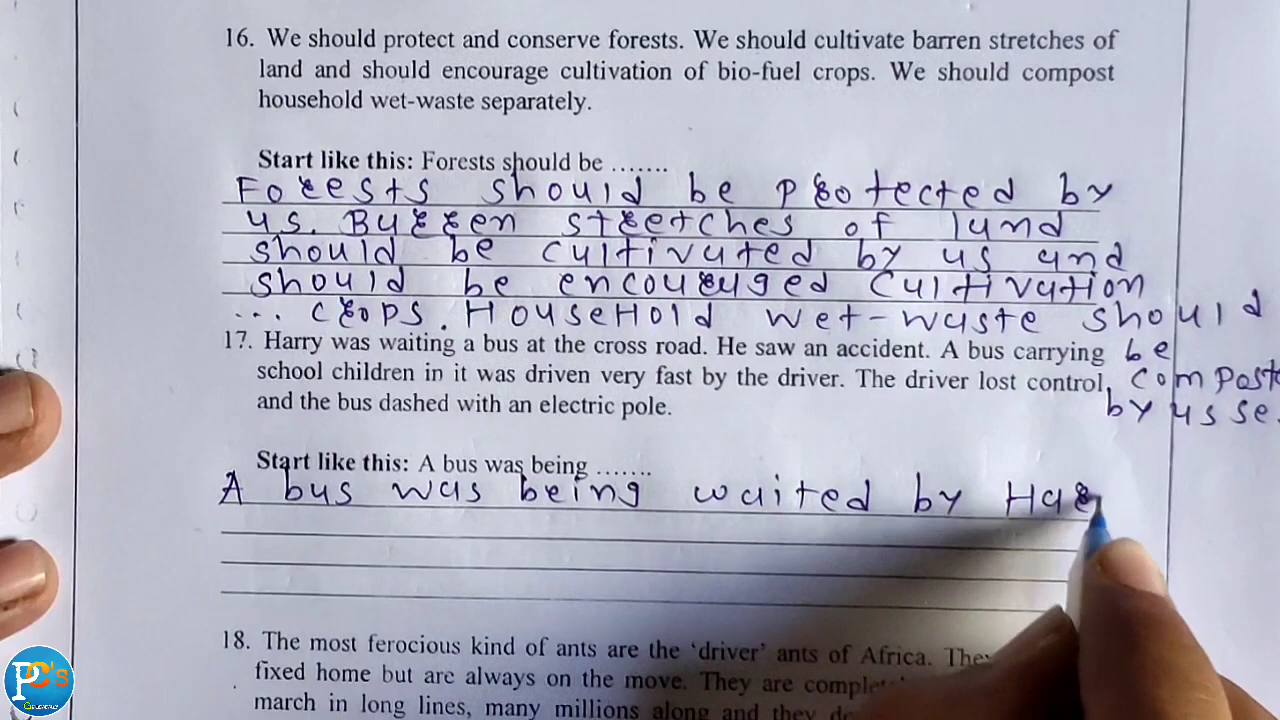 16. We should protect and conserve forests. We should cultivate barren stretches of
land and should encourage cultivation of bio-fuel crops. We should compost
household wet-waste separately.
Start like this: Forests should be .......
Forests should be protected by
us. Barren stretches of land
should be cultivated by us and
should be encouraged cultivation
... crops. Household wet-waste should
be
compost
by us se.
17. Harry was waiting a bus at the cross road. He saw an accident. A bus carrying
school children in it was driven very fast by the driver. The driver lost control,
and the bus dashed with an electric pole.
Start like this: A bus was being .......
A bus was being waited by Har
18. The most ferocious kind of ants are the 'driver' ants of Africa. The
fixed home but are always on the move. They are comple
march in long lines, many millions along and they de
PC's